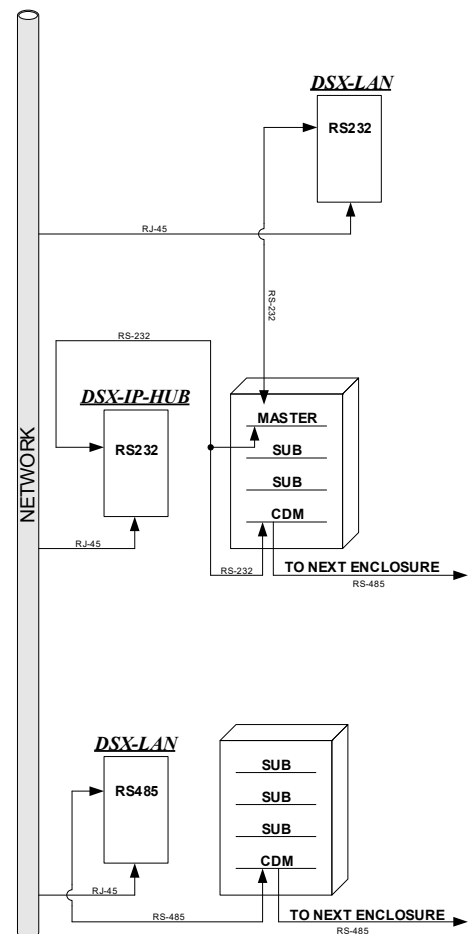 DSX-LAN
RS232
RJ-45
RS-232
RS-232
DSX-IP-HUB
RS232
MASTER
SUB
SUB
CDM
NETWORK
RJ-45
RS-232
TO NEXT ENCLOSURE
RS-485
DSX-LAN
RS485
SUB
SUB
SUB
CDM
RJ-45
RS-485
TO NEXT ENCLOSURE
RS-485